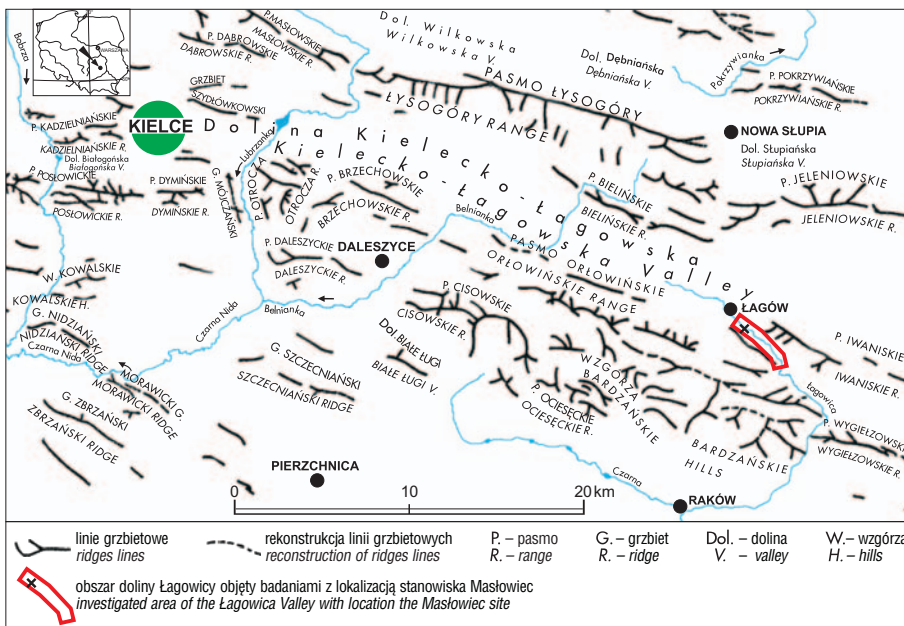 WARSZAWA
Bobrza
P. MASŁOWSKIE
MASŁOWSKIE R.
P. DĄBROWSKIE
DĄBROWSKIE R.
GRZBIET
SZYDŁÓWKOWSKI
Dol. Wilkowska
Wilkowska V.
Dol. Dębniańska
Dębniańska V.
Pokrzywianka
P. POKRZYWIAŃSKIE
POKRZYWIAŃSKIE R.
PASMO ŁYSOGÓRY
ŁYSOGÓRY RANGE
NOWA SŁUPIA
Dol. Słupiańska
Słupiańska V.
P. KADZIELNIAŃSKIE
KADZIELNIAŃSKIE R.
KIELCE
Dol. Białogońska
Białogońska V.
Dolina Kielecko-Łagowska
Kielecko-Łagowska Valley
Lubrzanka
P. POSŁOWICKIE
POSŁOWICKIE R.
P. DYMIŃSKIE
DYMIŃSKIE R.
G. MÓJCZAŃSKI
P. OTROCZA
OTROCZA R.
P. BRZECHOWSKIE
BRZECHOWSKIE R.
Belnianka
P. BIELIŃSKIE
BIELIŃSKIE R.
P. JELENIOWSKIE
JELENIOWSKIE R.
P. DALESZYCKIE
DALESZYCKIE R.
DALESZYCE
PASMO ORŁOWIŃSKIE
ORŁOWIŃSKIE RANGE
W. KOWALSKIE
KOWALSKIE H.
Belnianka
Czarna Nida
P. CISOWSKIE
CISOWSKIE R.
ŁAGÓW
G. NIDZIAŃSKI
NIDZIAŃSKI RIDGE
Czarna Nida
MORAWICKI G.
MORAWICKI RIDGE
Dol. BIAŁE ŁUGI
BIAŁE ŁUGI V.
P. IWANISKIE
IWANISKIE R.
Łagowica
G. SZCZECNIAŃSKI
SZCZECNIAŃSKI RIDGE
WZGÓRZA
BARDZAŃSKIE
P. OCIESĘCKIE
OCIESĘCKIE R.
G. ZBRZAŃSKI
ZBRZAŃSKI RIDGE
P. WYGIEŁZOWSKIE
WYGIEŁZOWSKIE R.
BARDZAŃSKIE
HILLS
PIERZCHNICA
Czarna
RAKÓW
0 10 20 km
linie grzbietowe
ridges lines
rekonstrukcja linii grzbietowych
reconstruction of ridges lines
P. – pasmo
R. – range
G. – grzbiet
R. – ridge
Dol. – dolina
V. – valley
W. – wzgórza
H. – hills
obszar doliny Łagowicy objęty badaniami z lokalizacją stanowiska Masłowiec
investigated area of the Łagowica Valley with location the Masłowiec site